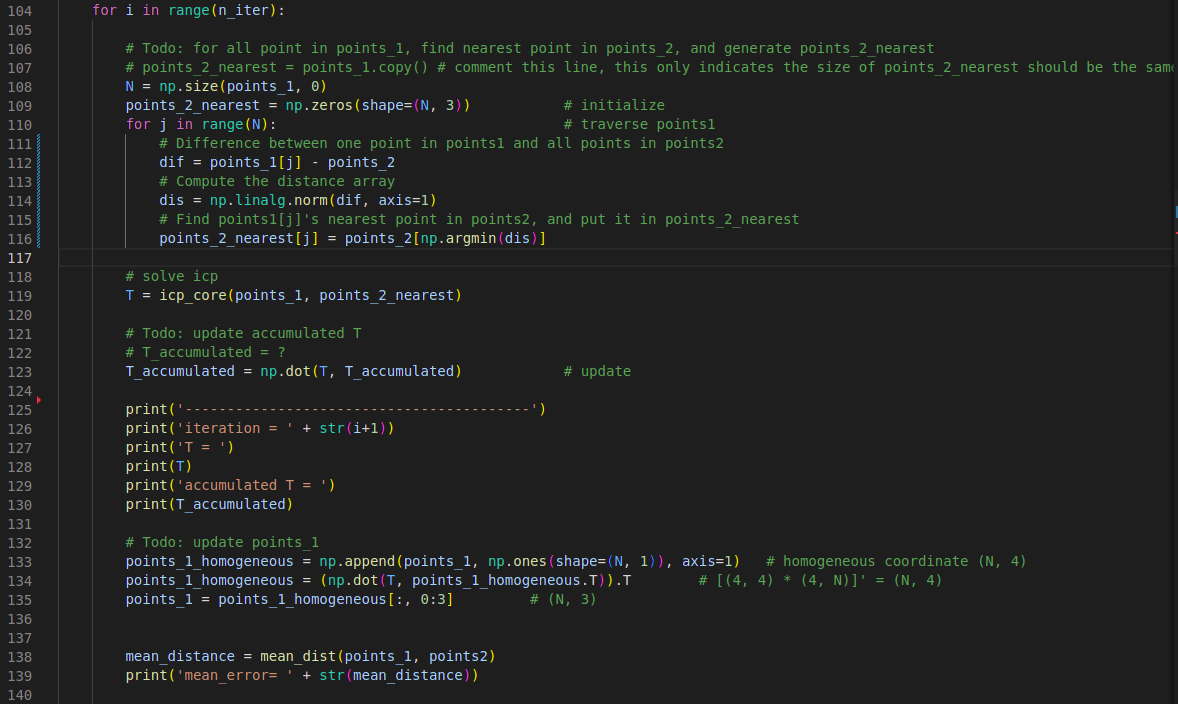 104 for i in range(n_iter):
105
106 # Todo: for all point in points_1, find nearest point in points_2, and generate points_2_nearest
107 # points_2_nearest = points_1.copy() # comment this line, this only indicates the size of points_2_nearest should be the same
108 N = np.size(points_1, 0)
109 points_2_nearest = np.zeros(shape=(N, 3)) # initialize
110 for j in range(N): # traverse points1
111 # Difference between one point in points1 and all points in points2
112 dif = points_1[j] - points_2
113 # Compute the distance array
114 dis = np.linalg.norm(dif, axis=1)
115 # Find points1[j]'s nearest point in points2, and put it in points_2_nearest
116 points_2_nearest[j] = points_2[np.argmin(dis)]
117
118 # solve icp
119 T = icp_core(points_1, points_2_nearest)
120
121 # Todo: update accumulated T
122 # T_accumulated = ?
123 T_accumulated = np.dot(T, T_accumulated) # update
124
125 print('-----------------------------------------')
126 print('iteration = ' + str(i+1))
127 print('T = ')
128 print(T)
129 print('accumulated T = ')
130 print(T_accumulated)
131
132 # Todo: update points_1
133 points_1_homogeneous = np.append(points_1, np.ones(shape=(N, 1)), axis=1) # homogeneous coordinate (N, 4)
134 points_1_homogeneous = (np.dot(T, points_1_homogeneous.T)).T # [(4, 4) * (4, N)]' = (N, 4)
135 points_1 = points_1_homogeneous[:, 0:3] # (N, 3)
136
137
138 mean_distance = mean_dist(points_1, points2)
139 print('mean_error= ' + str(mean_distance))
140